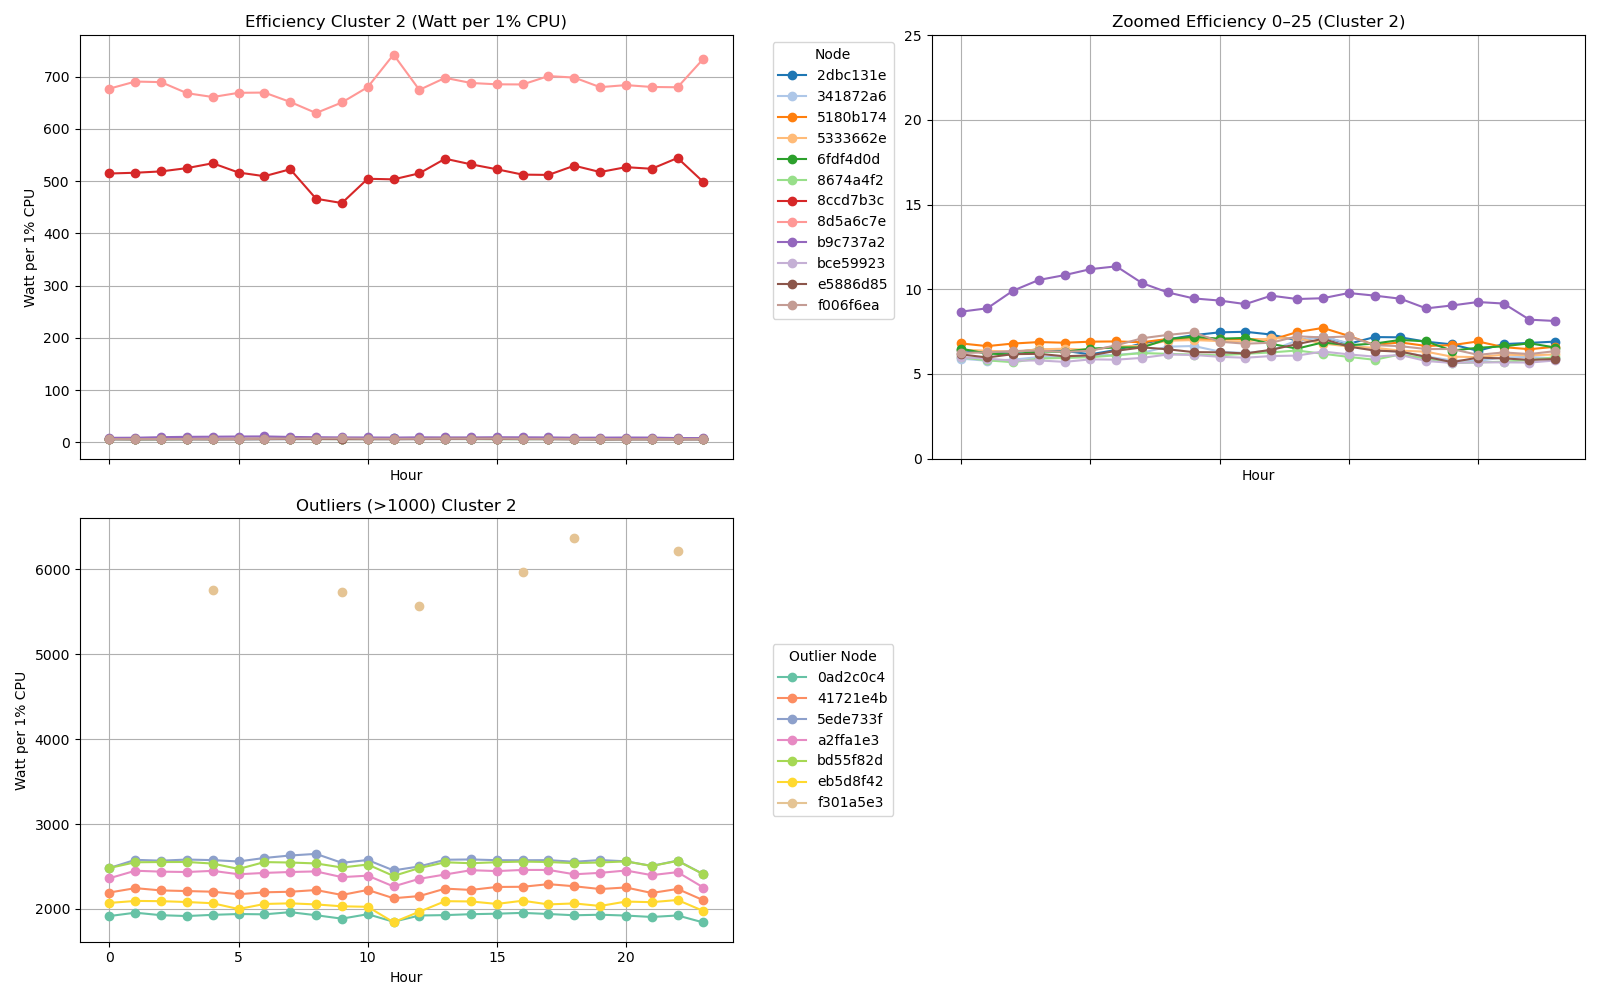 Efficiency Cluster 2 (Watt per 1% CPU)
Watt per 1% CPU
700
600
500
400
300
200
100
0
Hour
Node
2dbc131e
341872a6
5180b174
5333662e
6fdf4d0d
8674a4f2
8ccd7b3c
8d5a6c7e
b9c737a2
bce59923
e5886d85
f006f6ea
Zoomed Efficiency 0–25 (Cluster 2)
25
20
15
10
5
0
Hour
Outliers (>1000) Cluster 2
Watt per 1% CPU
6000
5000
4000
3000
2000
0 5 10 15 20
Hour
Outlier Node
0ad2c0c4
41721e4b
5ede733f
a2ffa1e3
bd55f82d
eb5d8f42
f301a5e3